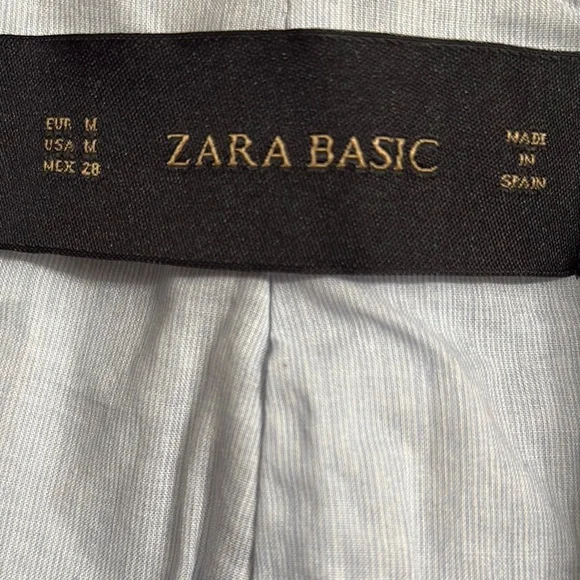 EUR M
USA M
MEX 28
ZARA BASIC
MADE
IN
SPAIN